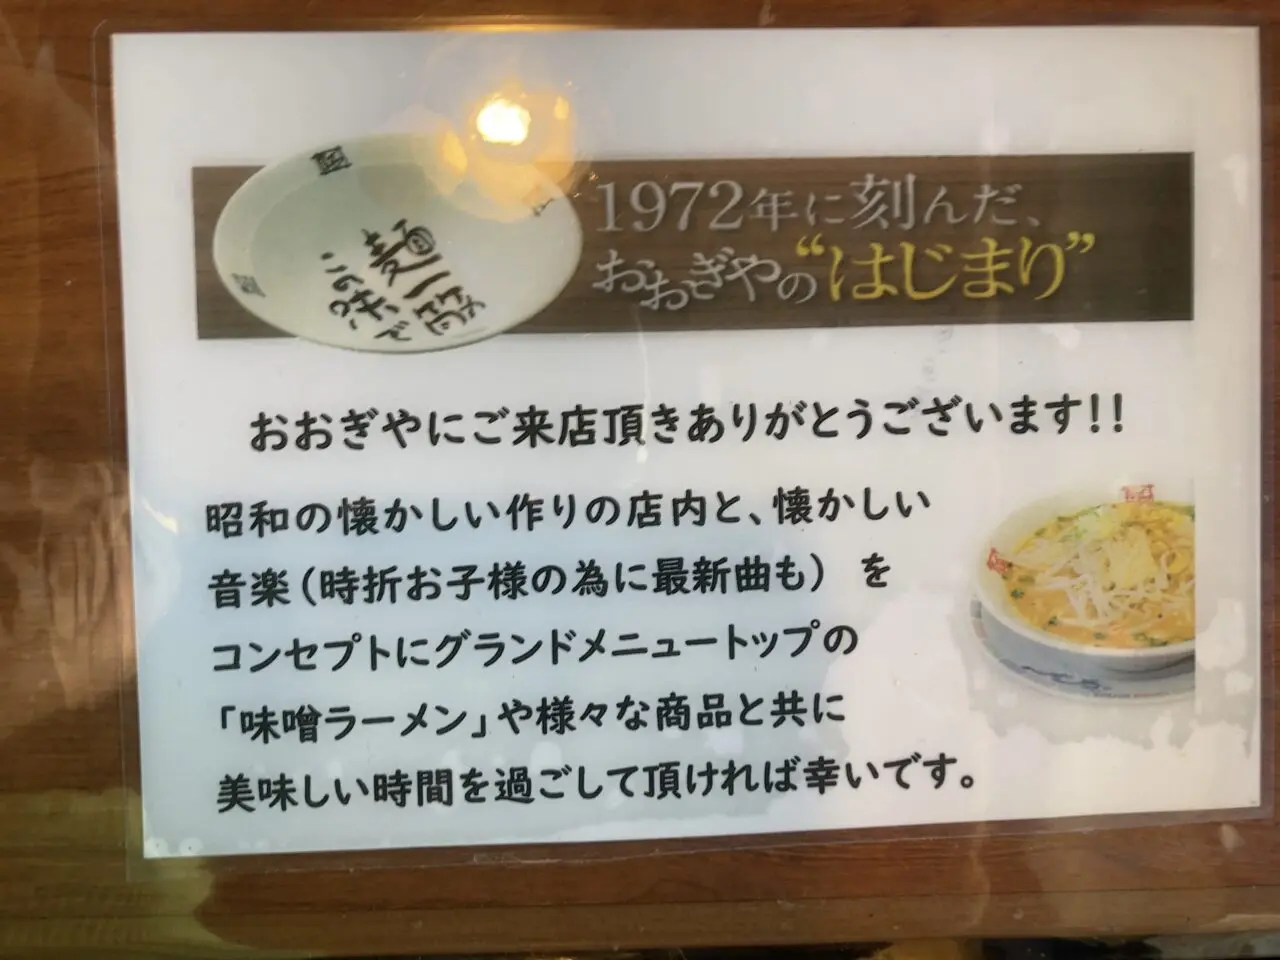 1972年に刻んだ、
おおぎやの“はじまり”
麺一筋
この味で
おおぎやにご来店頂きありがとうございます!!
昭和の懐かしい作りの店内と、懐かしい
音楽(時折お子様の為に最新曲も) を
コンセプトにグランドメニュートップの
「味噌ラーメン」や様々な商品と共に
美味しい時間を過ごして頂ければ幸いです。